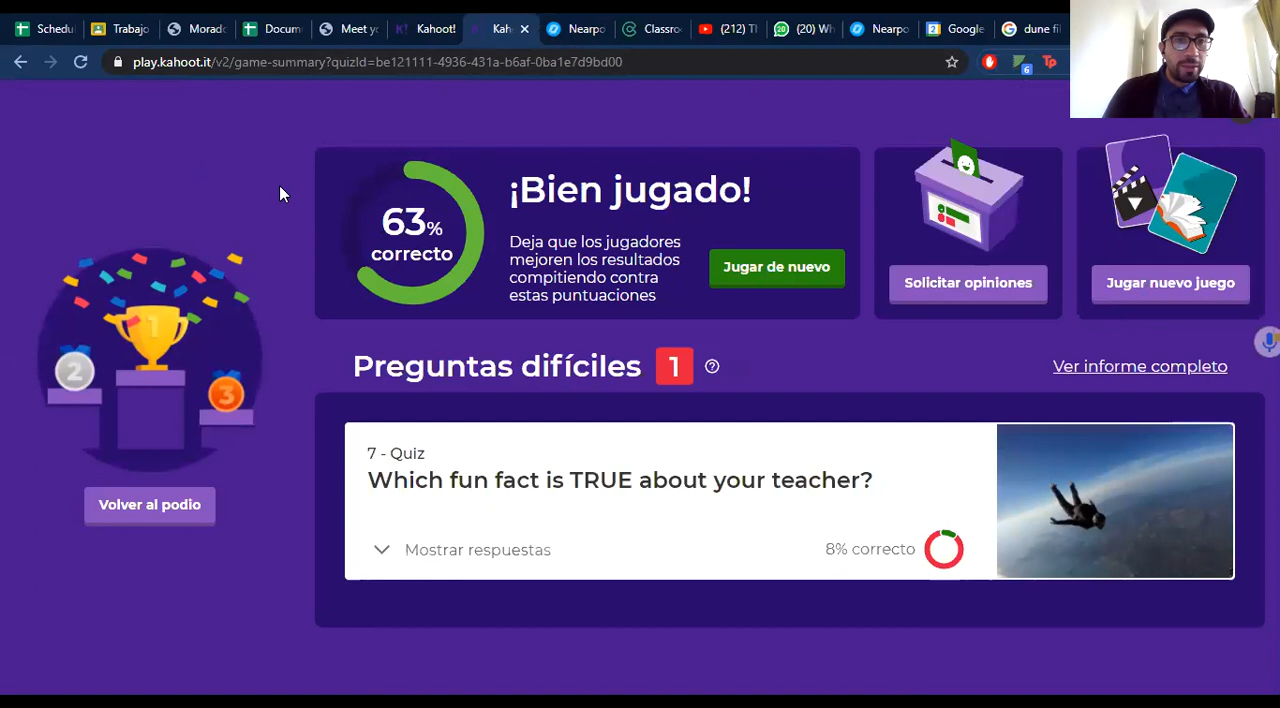 Schedu
Trabajo
Morad
Docum
Meet y
Kahoot!
Kah
Nearpo
Classro
(212) Tl
(20) Wh
Nearpo
Google
dune fi
play.kahoot.it/v2/game-summary?quizId=be121111-4936-431a-b6af-0ba1e7d9bd00
6
Tp
63%
correcto
¡Bien jugado!
Deja que los jugadores
mejoren los resultados
compitiendo contra
estas puntuaciones
Jugar de nuevo
Solicitar opiniones
Jugar nuevo juego
1
2
3
Volver al podio
Preguntas difíciles 1
Ver informe completo
7 - Quiz
Which fun fact is TRUE about your teacher?
Mostrar respuestas
8% correcto